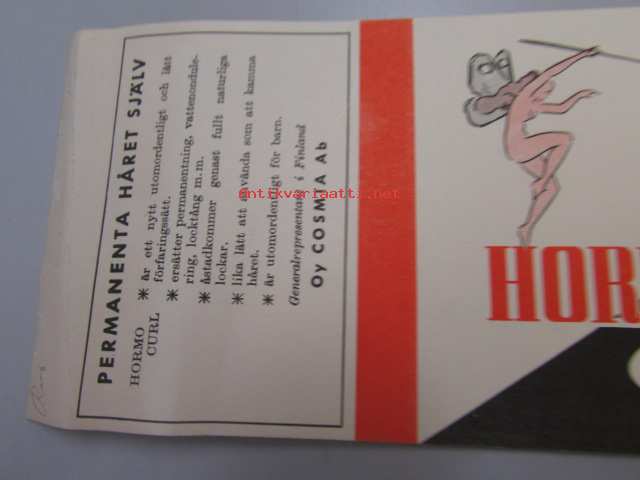 PERMANENTA HÅRET SJÄLV
HORMO
CURL
✳ är ett nytt utomordentligt och lätt
förfaringssätt.
✳ ersätter permanentning, vattenondule-
ring, locktång m.m.
✳ åstadkommer genast fullt naturliga
lockar.
✳ lika lätt att använda som att kamma
håret.
✳ är utomordentligt för barn.
Generalrepresentant i Finland
Oy COSMIA Ab
HOR
antikvariaatti.net